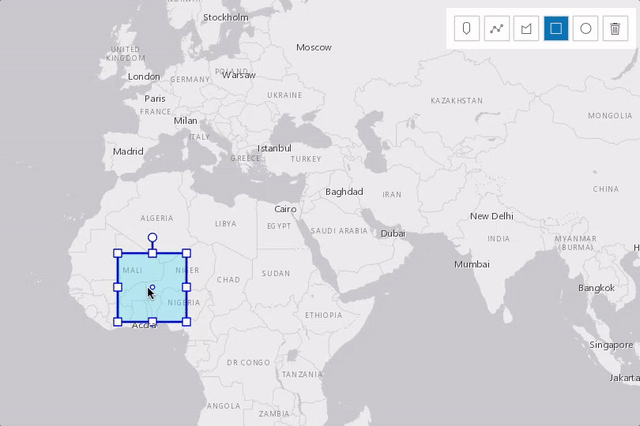 Stockholm
UNITED
KINGDOM
Moscow
London
GERMANY
POLAND
Warsaw
Paris
UKRAINE
KAZAKHSTAN
FRANCE
MONGOLIA
Milan
ITALY
Madrid
Istanbul
GREECE
TURKEY
Baghdad
IRAN
CHINA
Cairo
New Delhi
ALGERIA
LIBYA
EGYPT
SAUDI ARABIA
Dubai
INDIA
MYANMAR
(BURMA)
Mumbai
MALI
NIGER
CHAD
SUDAN
Bangkok
NIGERIA
ETHIOPIA
Accra
Singapore
DR CONGO
TANZANIA
Jakarta
ANGOLA
ZAMBIA